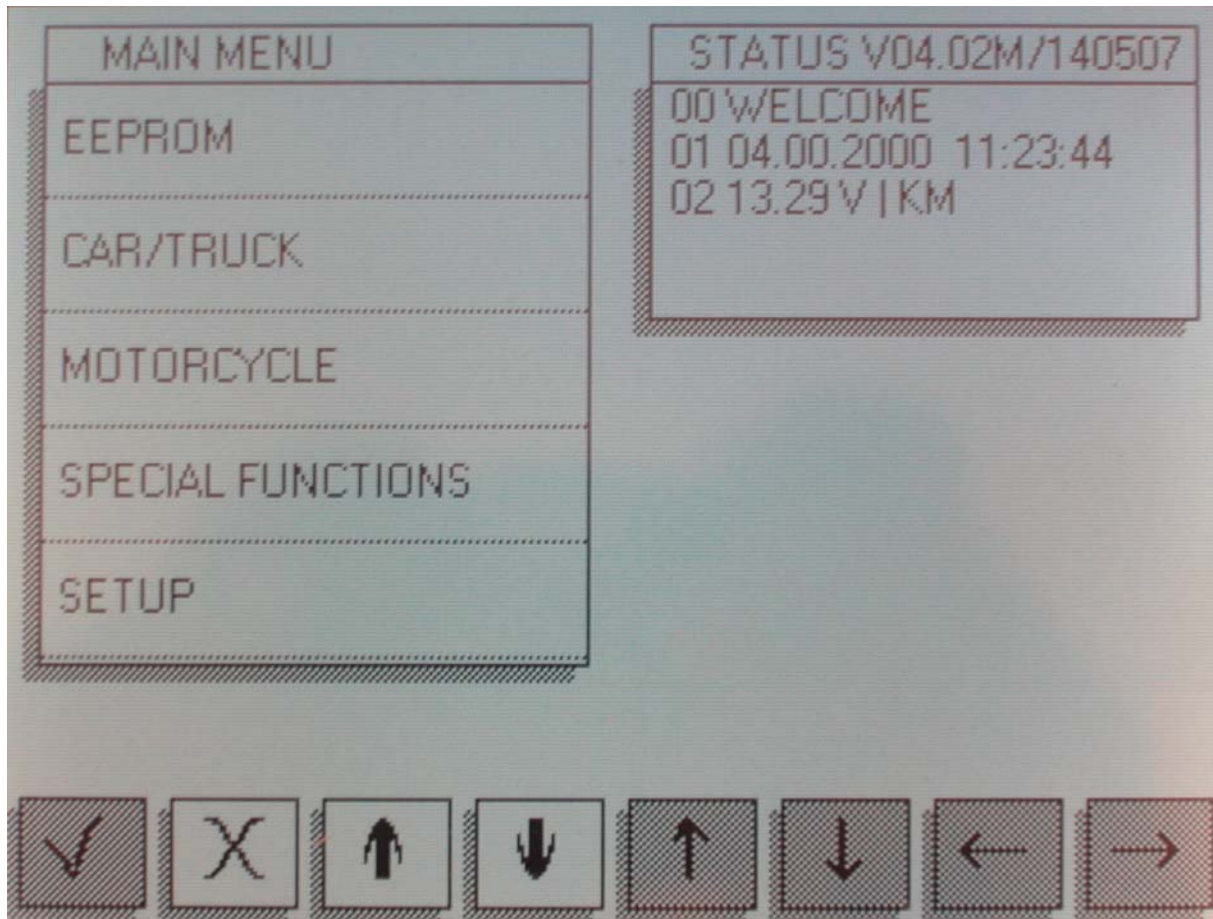 MAIN MENU
EEPROM
CAR/TRUCK
MOTORCYCLE
SPECIAL FUNCTIONS
SETUP
STATUS V04.02M/140507
00 WELCOME
01 04.00.2000 11:23:44
02 13.29 V | KM